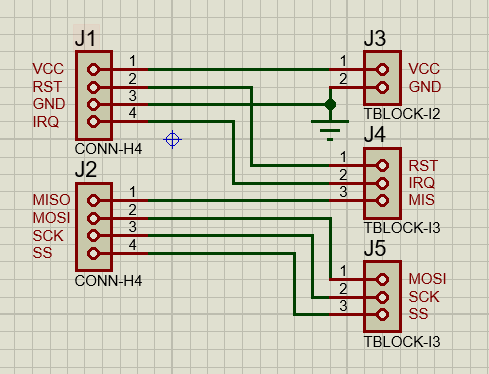 J1
VCC 1
RST 2
GND 3
IRQ 4
CONN-H4
J2
MISO 1
MOSI 2
SCK 3
SS 4
CONN-H4
J3
1 VCC
2 GND
TBLOCK-I2
J4
1 RST
2 IRQ
3 MIS
TBLOCK-I3
J5
1 MOSI
2 SCK
3 SS
TBLOCK-I3